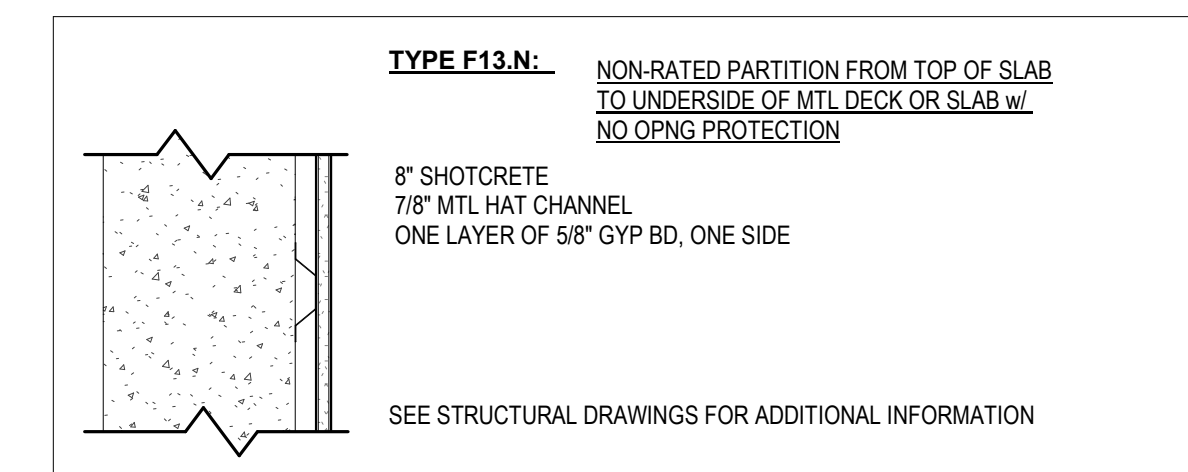 TYPE F13.N:
NON-RATED PARTITION FROM TOP OF SLAB
TO UNDERSIDE OF MTL DECK OR SLAB w/
NO OPNG PROTECTION
8" SHOTCRETE
7/8" MTL HAT CHANNEL
ONE LAYER OF 5/8" GYP BD, ONE SIDE
SEE STRUCTURAL DRAWINGS FOR ADDITIONAL INFORMATION